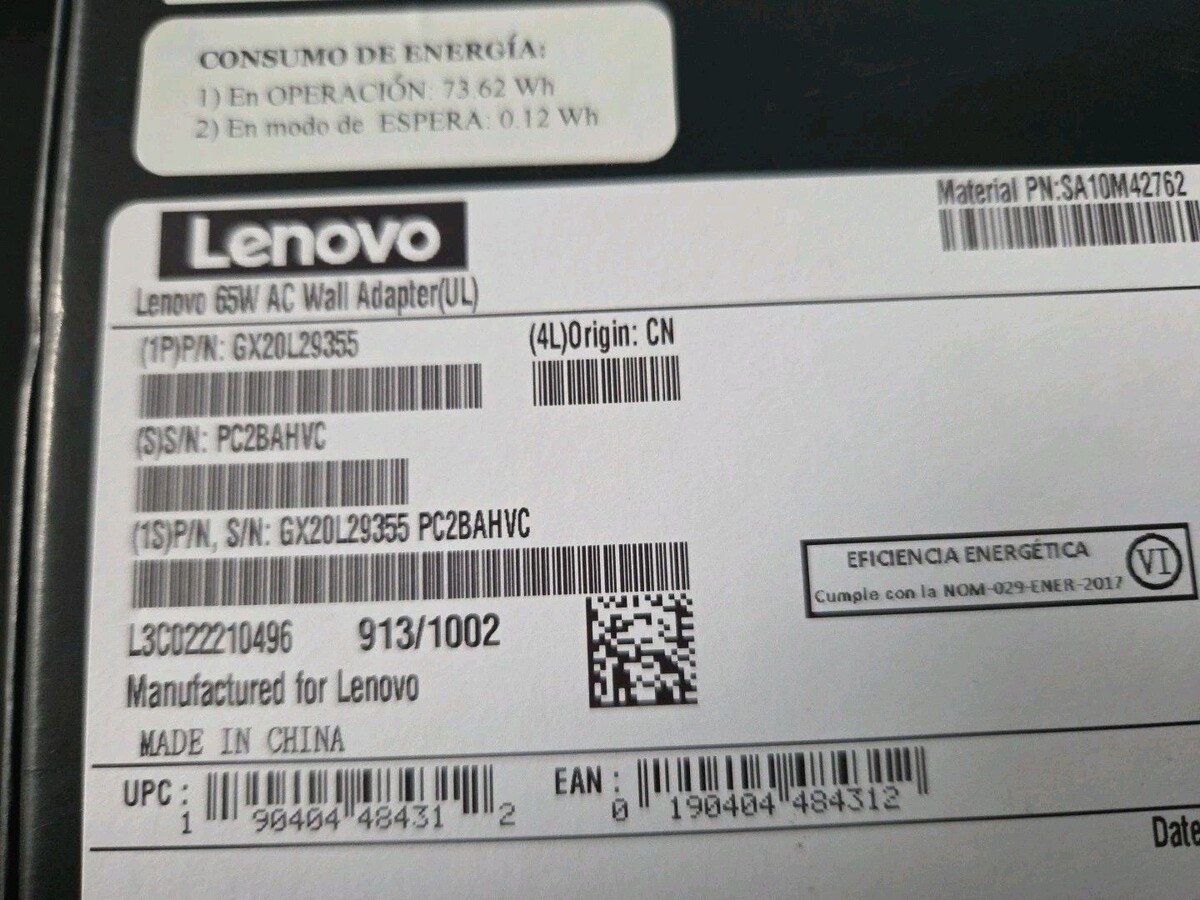 CONSUMO DE ENERGÍA:
1) En OPERACIÓN: 73.62 Wh
2) En modo de ESPERA: 0.12 Wh
Material PN:SA10M42762
Lenovo
Lenovo 65W AC Wall Adapter(UL)
(1P)P/N: GX20L29355
(4L)Origin: CN
(S)S/N: PC2BAHVC
(1S)P/N, S/N: GX20L29355 PC2BAHVC
EFICIENCIA ENERGÉTICA
VI
Cumple con la NOM-029-ENER-2017
L3C022210496 913/1002
Manufactured for Lenovo
MADE IN CHINA
UPC: 1 90404 48431 2
EAN: 0 190404 484312
Date